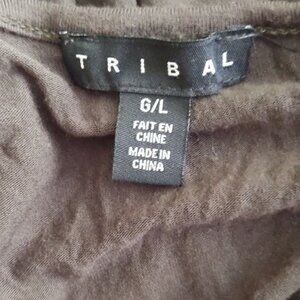 TRIBAL
G/L
FAIT EN
CHINE
MADE IN
CHINA